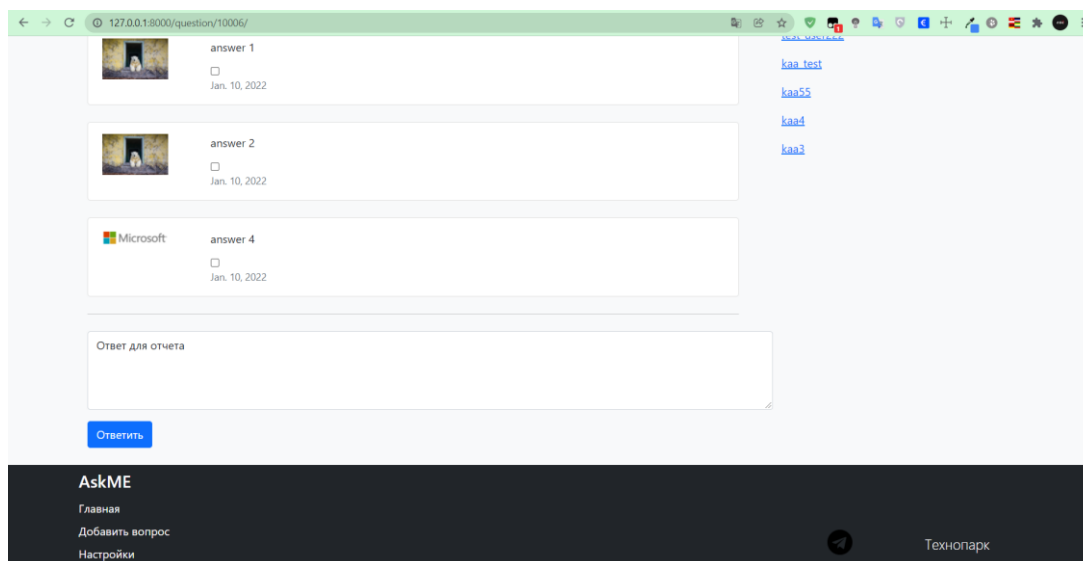 127.0.0.1:8000/question/10006/
answer 1
Jan. 10, 2022
answer 2
Jan. 10, 2022
Microsoft
answer 4
Jan. 10, 2022
test_user222
kaa_test
kaa55
kaa4
kaa3
Ответ для отчета
Ответить
AskME
Главная
Добавить вопрос
Настройки
Технопарк